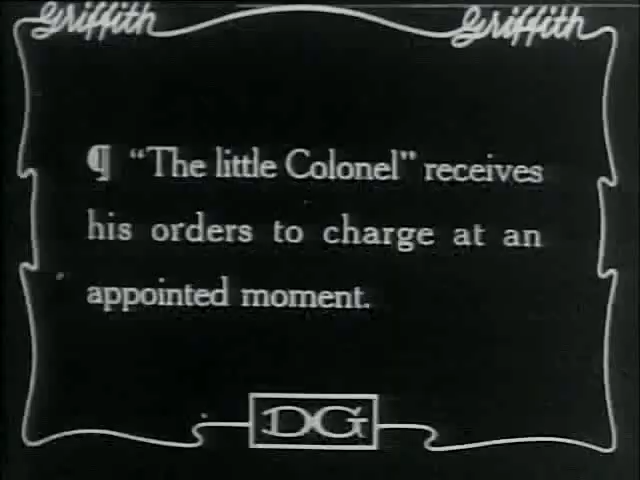 Griffith Griffith
¶ "The little Colonel" receives
his orders to charge at an
appointed moment.
DG